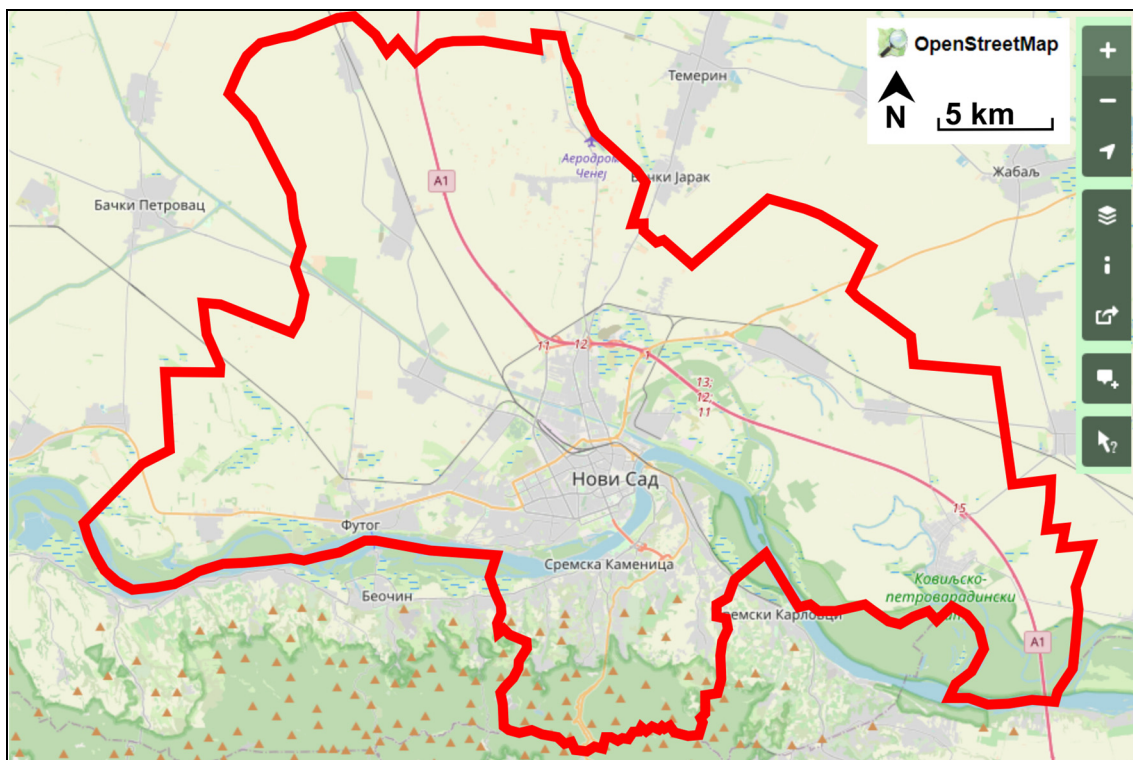 OpenStreetMap
N
5 km
Темерин
Аеродром
Ченеј
Бачки Јарак
Жабаљ
A1
Бачки Петровац
11
12
1
13;
12;
11
Нови Сад
15
Футог
Сремска Каменица
Беочин
Ковиљско-
петроварадински
ремски Карловци
A1